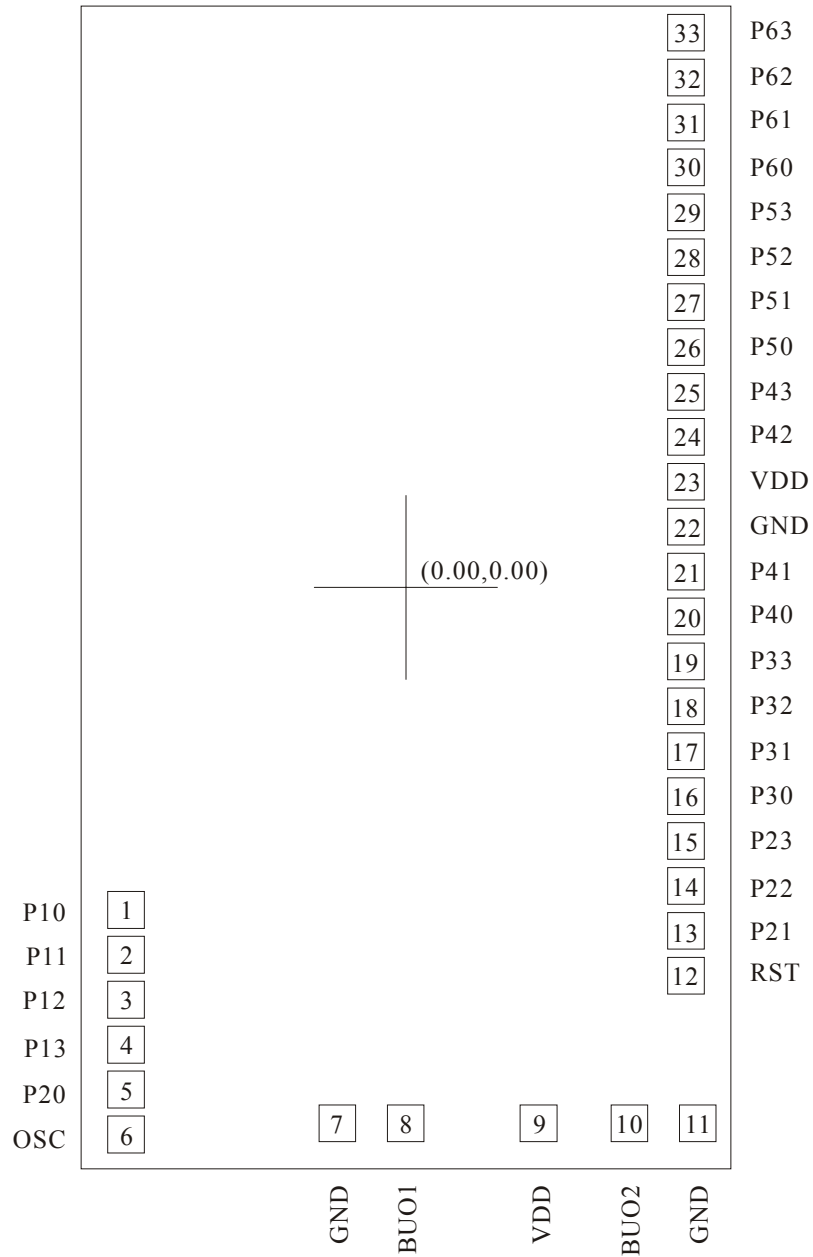 33 P63
32 P62
31 P61
30 P60
29 P53
28 P52
27 P51
26 P50
25 P43
24 P42
23 VDD
22 GND
(0.00,0.00)
21 P41
20 P40
19 P33
18 P32
17 P31
16 P30
15 P23
14 P22
13 P21
12 RST
P10 1
P11 2
P12 3
P13 4
P20 5
OSC 6
7 8 9 10 11
GND BUO1 VDD BUO2 GND